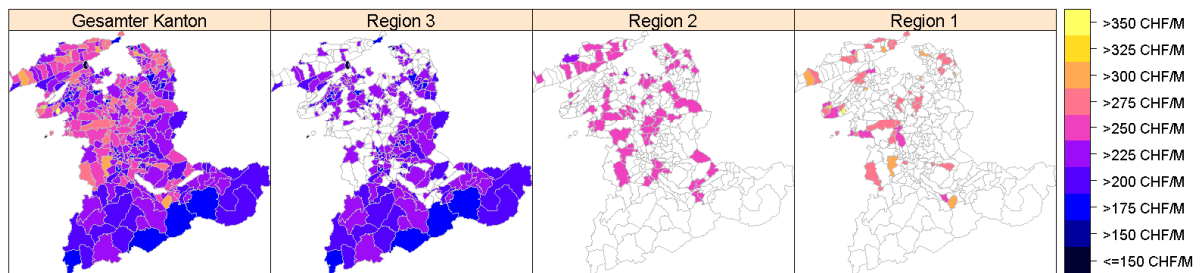 Gesamter Kanton
Region 3
Region 2
Region 1
>350 CHF/M
>325 CHF/M
>300 CHF/M
>275 CHF/M
>250 CHF/M
>225 CHF/M
>200 CHF/M
>175 CHF/M
>150 CHF/M
<=150 CHF/M